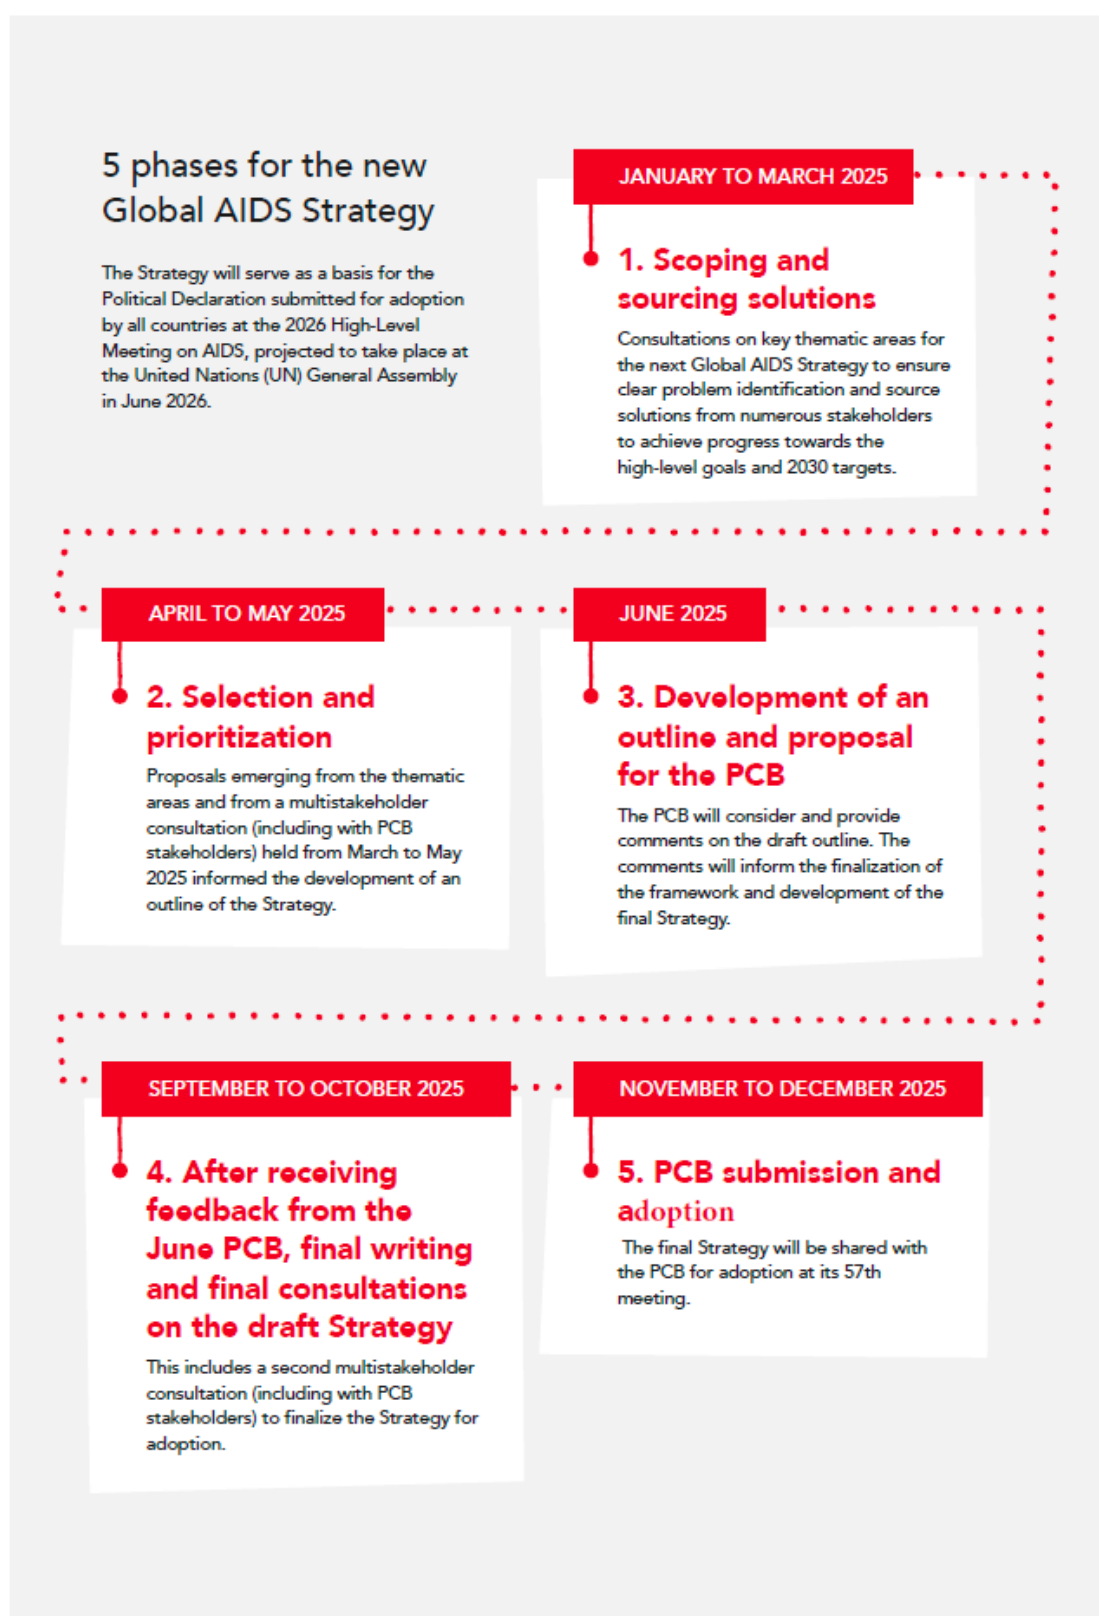 5 phases for the new
Global AIDS Strategy
The Strategy will serve as a basis for the
Political Declaration submitted for adoption
by all countries at the 2026 High-Level
Meeting on AIDS, projected to take place at
the United Nations (UN) General Assembly
in June 2026.
JANUARY TO MARCH 2025
1. Scoping and
sourcing solutions
Consultations on key thematic areas for
the next Global AIDS Strategy to ensure
clear problem identification and source
solutions from numerous stakeholders
to achieve progress towards the
high-level goals and 2030 targets.
APRIL TO MAY 2025
2. Selection and
prioritization
Proposals emerging from the thematic
areas and from a multistakeholder
consultation (including with PCB
stakeholders) held from March to May
2025 informed the development of an
outline of the Strategy.
JUNE 2025
3. Development of an
outline and proposal
for the PCB
The PCB will consider and provide
comments on the draft outline. The
comments will inform the finalization of
the framework and development of the
final Strategy.
SEPTEMBER TO OCTOBER 2025
4. After receiving
feedback from the
June PCB, final writing
and final consultations
on the draft Strategy
This includes a second multistakeholder
consultation (including with PCB
stakeholders) to finalize the Strategy for
adoption.
NOVEMBER TO DECEMBER 2025
5. PCB submission and
adoption
The final Strategy will be shared with
the PCB for adoption at its 57th
meeting.